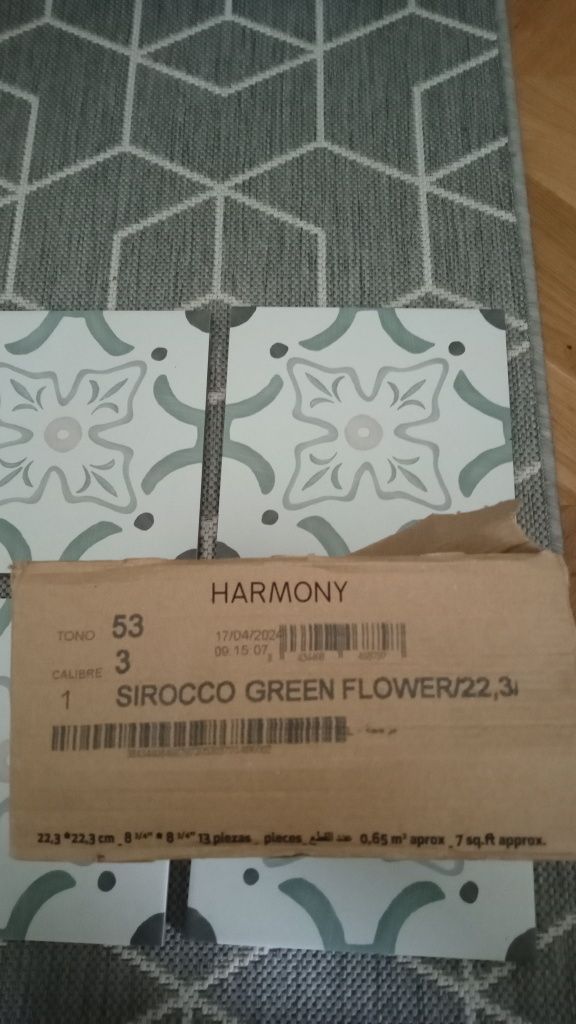 HARMONY
TONO 53
17/04/2024
09.15 07
CALIBRE 3
1 SIROCCO GREEN FLOWER/22,3
22,3 * 22,3 cm _ 8 3/4" * 8 3/4" 13 piezas _ pieces _ 0,65 m² aprox _ 7 sq.ft approx.